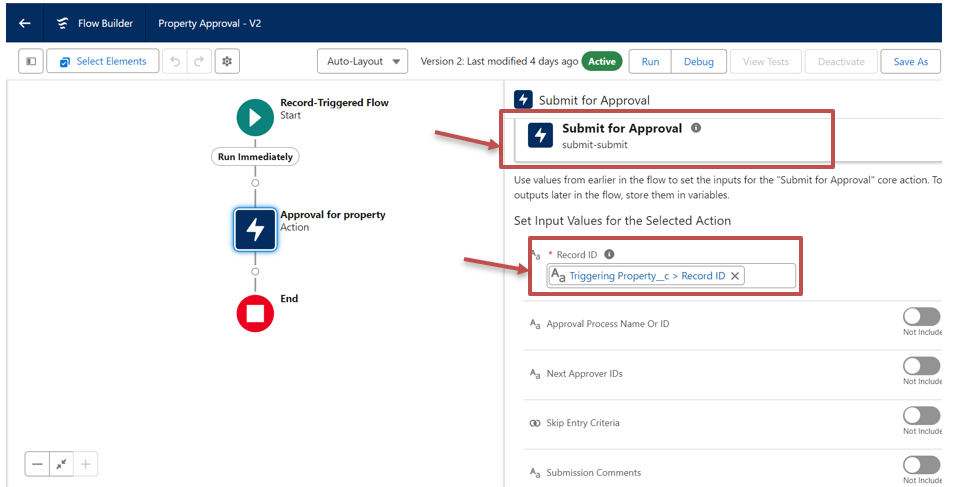 Flow Builder
Property Approval - V2
Select Elements
Auto-Layout
Version 2: Last modified 4 days ago
Active
Run
Debug
View Tests
Deactivate
Save As
Record-Triggered Flow
Start
Run Immediately
Approval for property
Action
End
Submit for Approval
Submit for Approval
submit-submit
Use values from earlier in the flow to set the inputs for the "Submit for Approval" core action. To
outputs later in the flow, store them in variables.
Set Input Values for the Selected Action
Aa * Record ID
Aa Triggering Property__c > Record ID
Aa Approval Process Name Or ID
Not Include
Aa Next Approver IDs
Not Include
Skip Entry Criteria
Not Include
Aa Submission Comments
Not Include